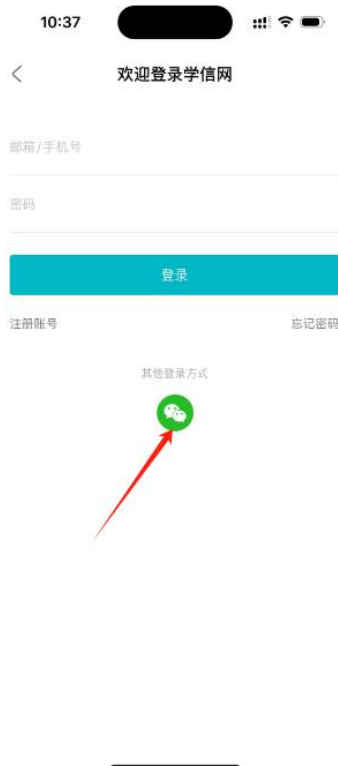 10:37
欢迎登录学信网
邮箱/手机号
密码
登录
注册账号 忘记密码
其他登录方式